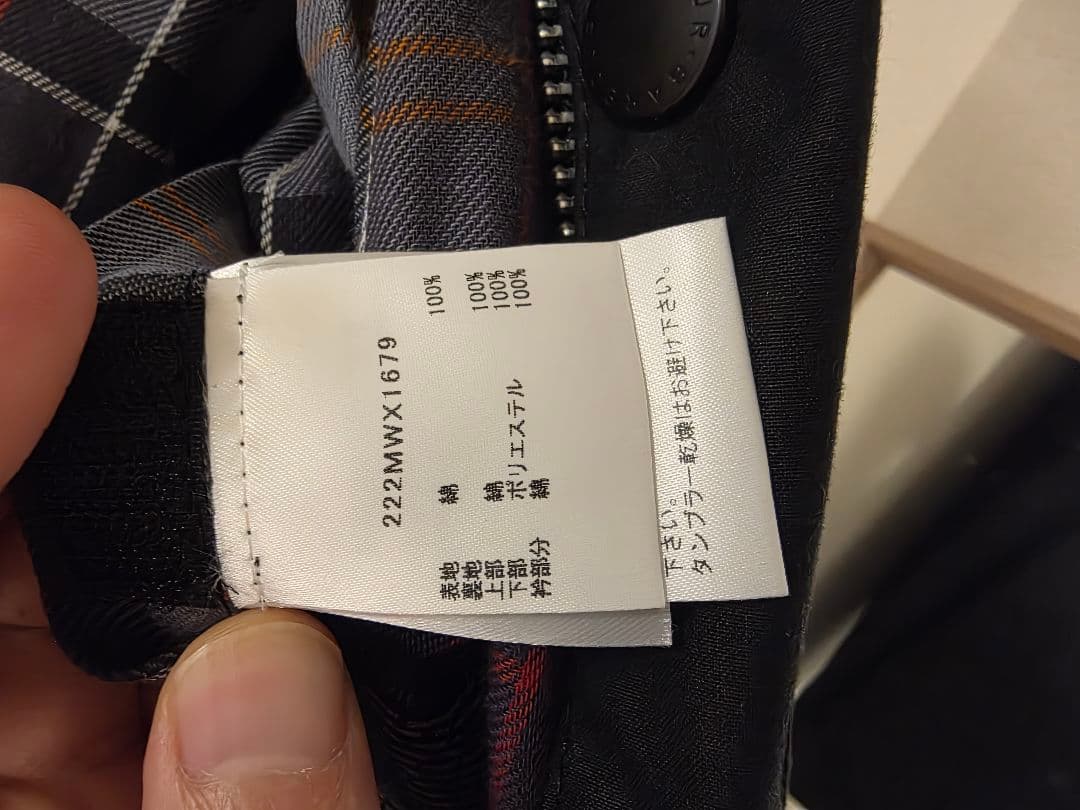 222MWX1679
表地 綿 100%
裏地
上部 綿 100%
下部 ポリエステル 100%
衿部分 綿 100%
下さい。
タンブラー乾燥はお避け下さい。